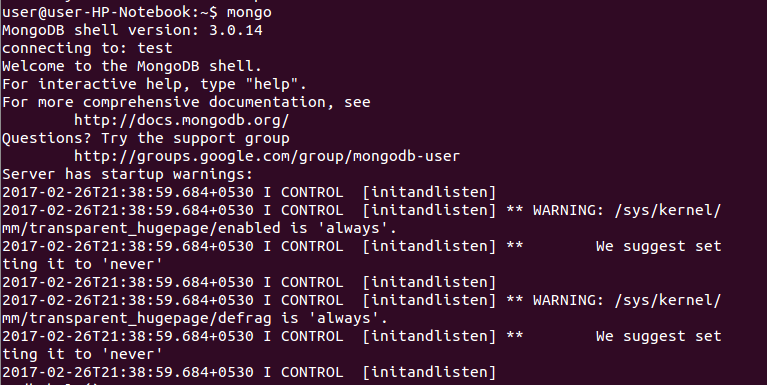 user@user-HP-Notebook:~$ mongo
MongoDB shell version: 3.0.14
connecting to: test
Welcome to the MongoDB shell.
For interactive help, type "help".
For more comprehensive documentation, see
        http://docs.mongodb.org/
Questions? Try the support group
        http://groups.google.com/group/mongodb-user
Server has startup warnings:
2017-02-26T21:38:59.684+0530 I CONTROL  [initandlisten]
2017-02-26T21:38:59.684+0530 I CONTROL  [initandlisten] ** WARNING: /sys/kernel/
mm/transparent_hugepage/enabled is 'always'.
2017-02-26T21:38:59.684+0530 I CONTROL  [initandlisten] **        We suggest set
ting it to 'never'
2017-02-26T21:38:59.684+0530 I CONTROL  [initandlisten]
2017-02-26T21:38:59.684+0530 I CONTROL  [initandlisten] ** WARNING: /sys/kernel/
mm/transparent_hugepage/defrag is 'always'.
2017-02-26T21:38:59.684+0530 I CONTROL  [initandlisten] **        We suggest set
ting it to 'never'
2017-02-26T21:38:59.684+0530 I CONTROL  [initandlisten]